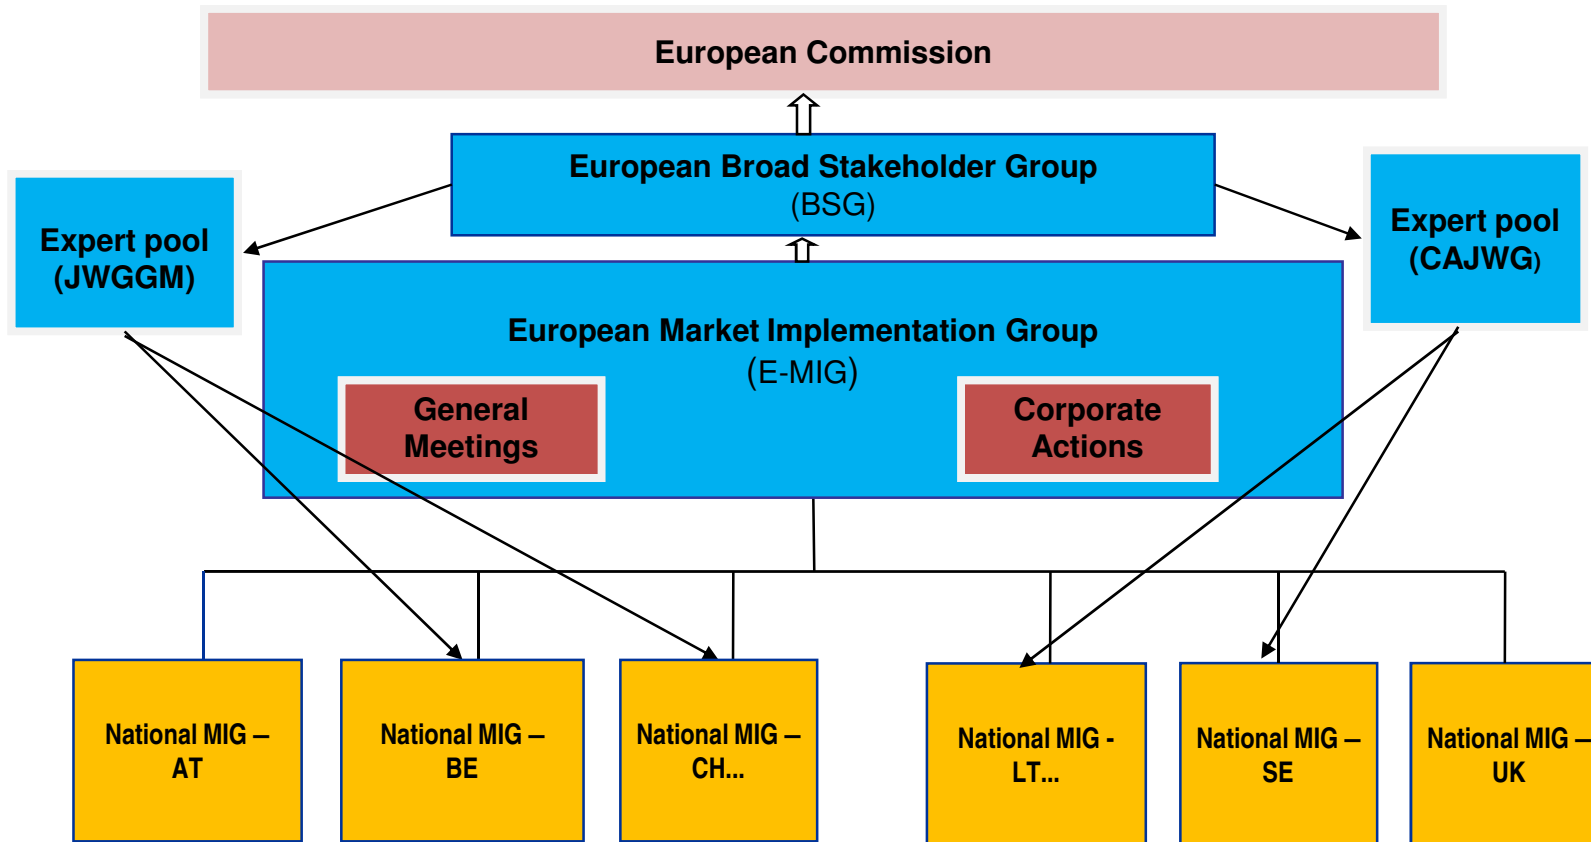 European Commission
European Broad Stakeholder Group
(BSG)
Expert pool
(JWGGM)
Expert pool
(CAJWG)
European Market Implementation Group
(E-MIG)
General
Meetings
Corporate
Actions
National MIG –
AT
National MIG –
BE
National MIG –
CH...
National MIG -
LT...
National MIG –
SE
National MIG –
UK